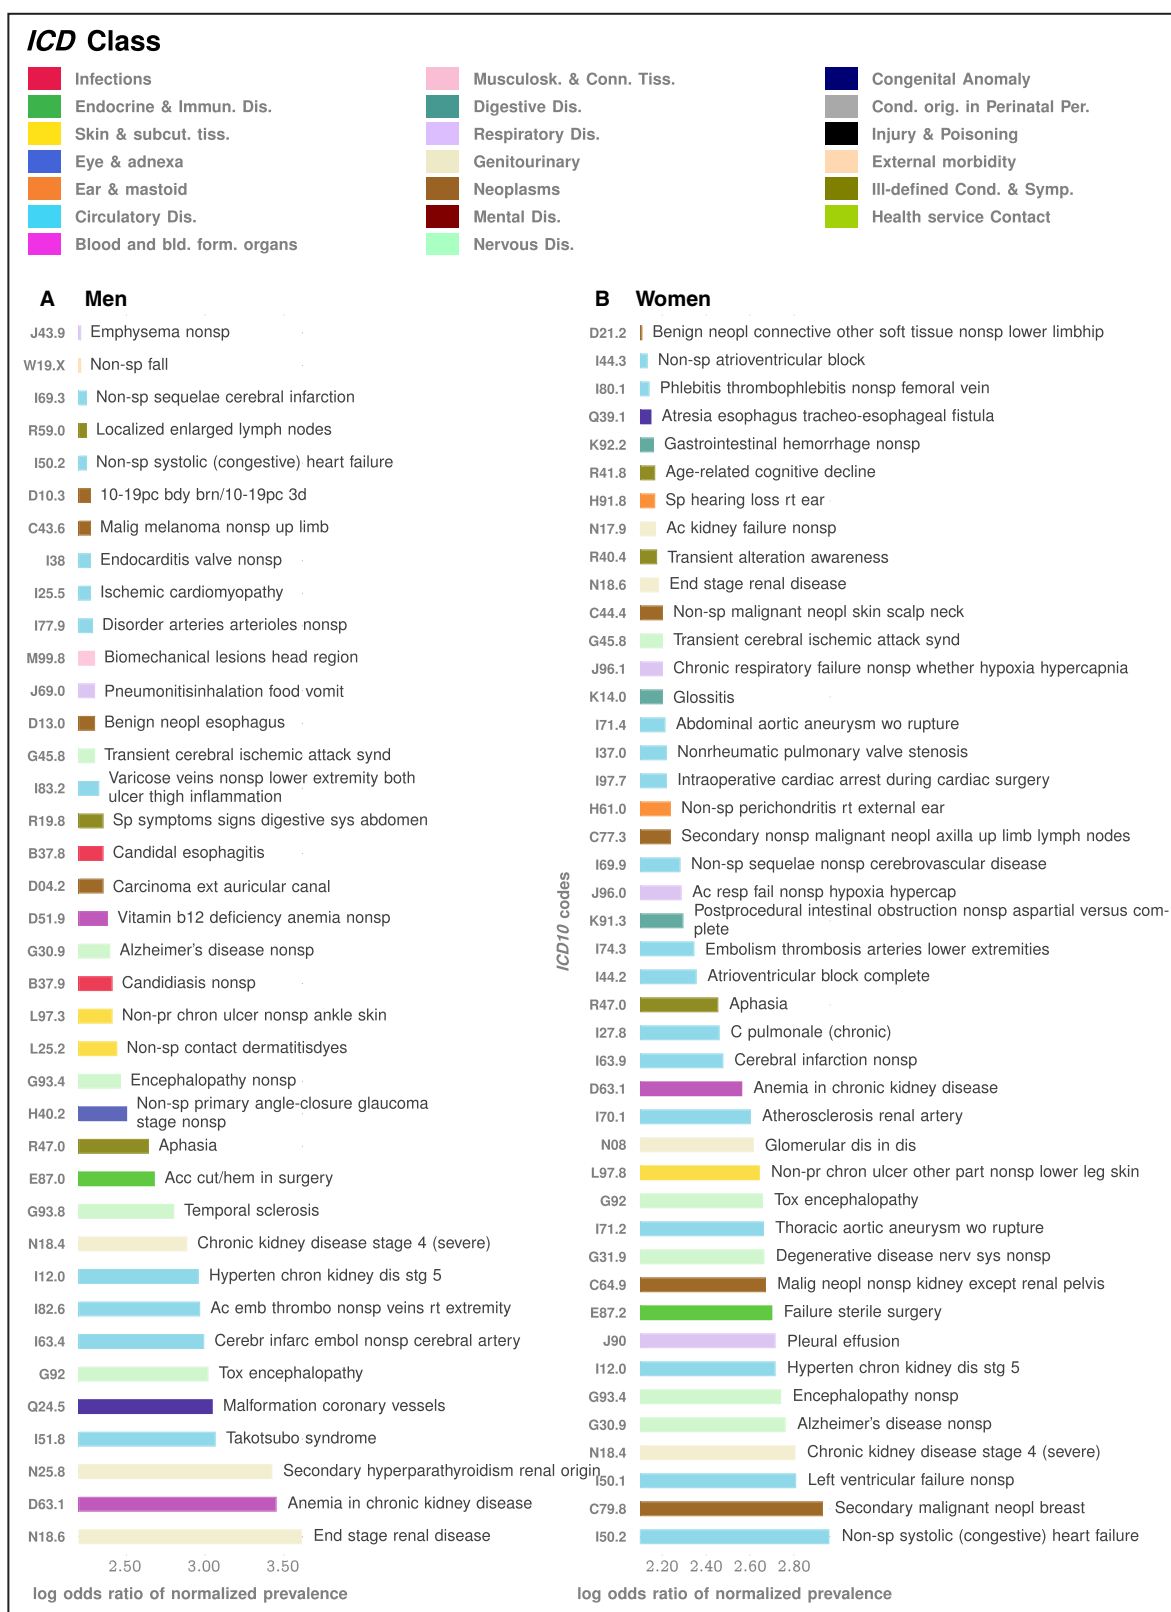 ICD Class
Infections
Endocrine & Immun. Dis.
Skin & subcut. tiss.
Eye & adnexa
Ear & mastoid
Circulatory Dis.
Blood and bld. form. organs
Musculosk. & Conn. Tiss.
Digestive Dis.
Respiratory Dis.
Genitourinary
Neoplasms
Mental Dis.
Nervous Dis.
Congenital Anomaly
Cond. orig. in Perinatal Per.
Injury & Poisoning
External morbidity
Ill-defined Cond. & Symp.
Health service Contact
A Men
J43.9 Emphysema nonsp
W19.X Non-sp fall
I69.3 Non-sp sequelae cerebral infarction
R59.0 Localized enlarged lymph nodes
I50.2 Non-sp systolic (congestive) heart failure
D10.3 10-19pc bdy brn/10-19pc 3d
C43.6 Malig melanoma nonsp up limb
I38 Endocarditis valve nonsp
I25.5 Ischemic cardiomyopathy
I77.9 Disorder arteries arterioles nonsp
M99.8 Biomechanical lesions head region
J69.0 Pneumonitisinhalation food vomit
D13.0 Benign neopl esophagus
G45.8 Transient cerebral ischemic attack synd
I83.2 Varicose veins nonsp lower extremity both
ulcer thigh inflammation
R19.8 Sp symptoms signs digestive sys abdomen
B37.8 Candidal esophagitis
D04.2 Carcinoma ext auricular canal
D51.9 Vitamin b12 deficiency anemia nonsp
G30.9 Alzheimer's disease nonsp
B37.9 Candidiasis nonsp
L97.3 Non-pr chron ulcer nonsp ankle skin
L25.2 Non-sp contact dermatitisdyes
G93.4 Encephalopathy nonsp
H40.2 Non-sp primary angle-closure glaucoma
stage nonsp
R47.0 Aphasia
E87.0 Acc cut/hem in surgery
G93.8 Temporal sclerosis
N18.4 Chronic kidney disease stage 4 (severe)
I12.0 Hyperten chron kidney dis stg 5
I82.6 Ac emb thrombo nonsp veins rt extremity
I63.4 Cerebr infarc embol nonsp cerebral artery
G92 Tox encephalopathy
Q24.5 Malformation coronary vessels
I51.8 Takotsubo syndrome
N25.8 Secondary hyperparathyroidism renal origin
D63.1 Anemia in chronic kidney disease
N18.6 End stage renal disease
2.50 3.00 3.50
log odds ratio of normalized prevalence
ICD10 codes
B Women
D21.2 Benign neopl connective other soft tissue nonsp lower limbhip
I44.3 Non-sp atrioventricular block
I80.1 Phlebitis thrombophlebitis nonsp femoral vein
Q39.1 Atresia esophagus tracheo-esophageal fistula
K92.2 Gastrointestinal hemorrhage nonsp
R41.8 Age-related cognitive decline
H91.8 Sp hearing loss rt ear
N17.9 Ac kidney failure nonsp
R40.4 Transient alteration awareness
N18.6 End stage renal disease
C44.4 Non-sp malignant neopl skin scalp neck
G45.8 Transient cerebral ischemic attack synd
J96.1 Chronic respiratory failure nonsp whether hypoxia hypercapnia
K14.0 Glossitis
I71.4 Abdominal aortic aneurysm wo rupture
I37.0 Nonrheumatic pulmonary valve stenosis
I97.7 Intraoperative cardiac arrest during cardiac surgery
H61.0 Non-sp perichondritis rt external ear
C77.3 Secondary nonsp malignant neopl axilla up limb lymph nodes
I69.9 Non-sp sequelae nonsp cerebrovascular disease
J96.0 Ac resp fail nonsp hypoxia hypercap
K91.3 Postprocedural intestinal obstruction nonsp aspartial versus com-
plete
I74.3 Embolism thrombosis arteries lower extremities
I44.2 Atrioventricular block complete
R47.0 Aphasia
I27.8 C pulmonale (chronic)
I63.9 Cerebral infarction nonsp
D63.1 Anemia in chronic kidney disease
I70.1 Atherosclerosis renal artery
N08 Glomerular dis in dis
L97.8 Non-pr chron ulcer other part nonsp lower leg skin
G92 Tox encephalopathy
I71.2 Thoracic aortic aneurysm wo rupture
G31.9 Degenerative disease nerv sys nonsp
C64.9 Malig neopl nonsp kidney except renal pelvis
E87.2 Failure sterile surgery
J90 Pleural effusion
I12.0 Hyperten chron kidney dis stg 5
G93.4 Encephalopathy nonsp
G30.9 Alzheimer's disease nonsp
N18.4 Chronic kidney disease stage 4 (severe)
I50.1 Left ventricular failure nonsp
C79.8 Secondary malignant neopl breast
I50.2 Non-sp systolic (congestive) heart failure
2.20 2.40 2.60 2.80
log odds ratio of normalized prevalence